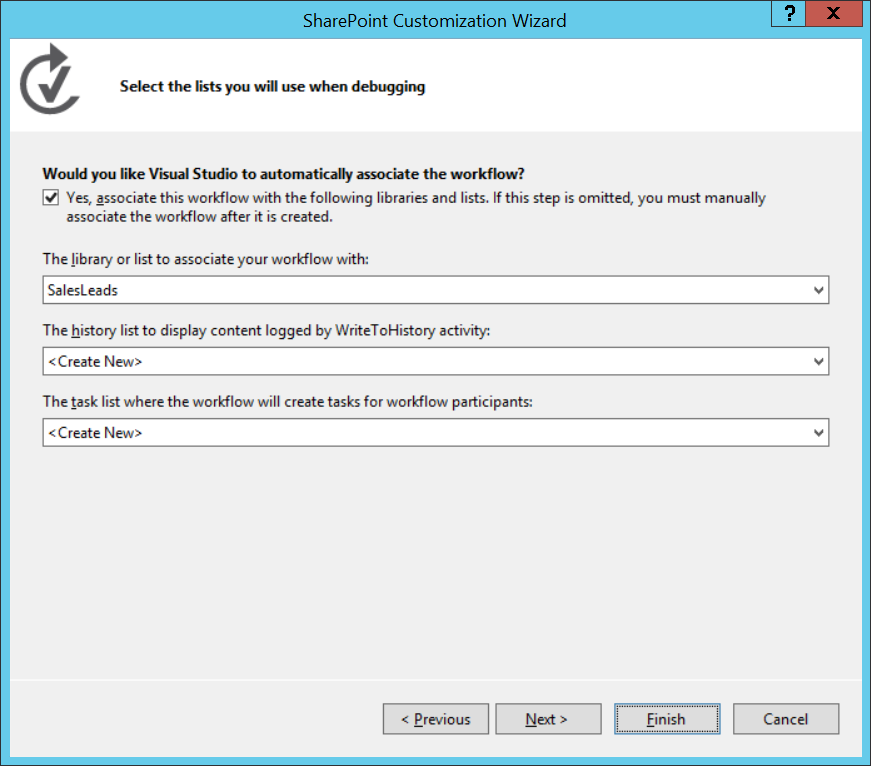 SharePoint Customization Wizard
? X
Select the lists you will use when debugging
Would you like Visual Studio to automatically associate the workflow?
Yes, associate this workflow with the following libraries and lists. If this step is omitted, you must manually
associate the workflow after it is created.
The library or list to associate your workflow with:
SalesLeads
The history list to display content logged by WriteToHistory activity:
<Create New>
The task list where the workflow will create tasks for workflow participants:
<Create New>
< Previous Next > Finish Cancel